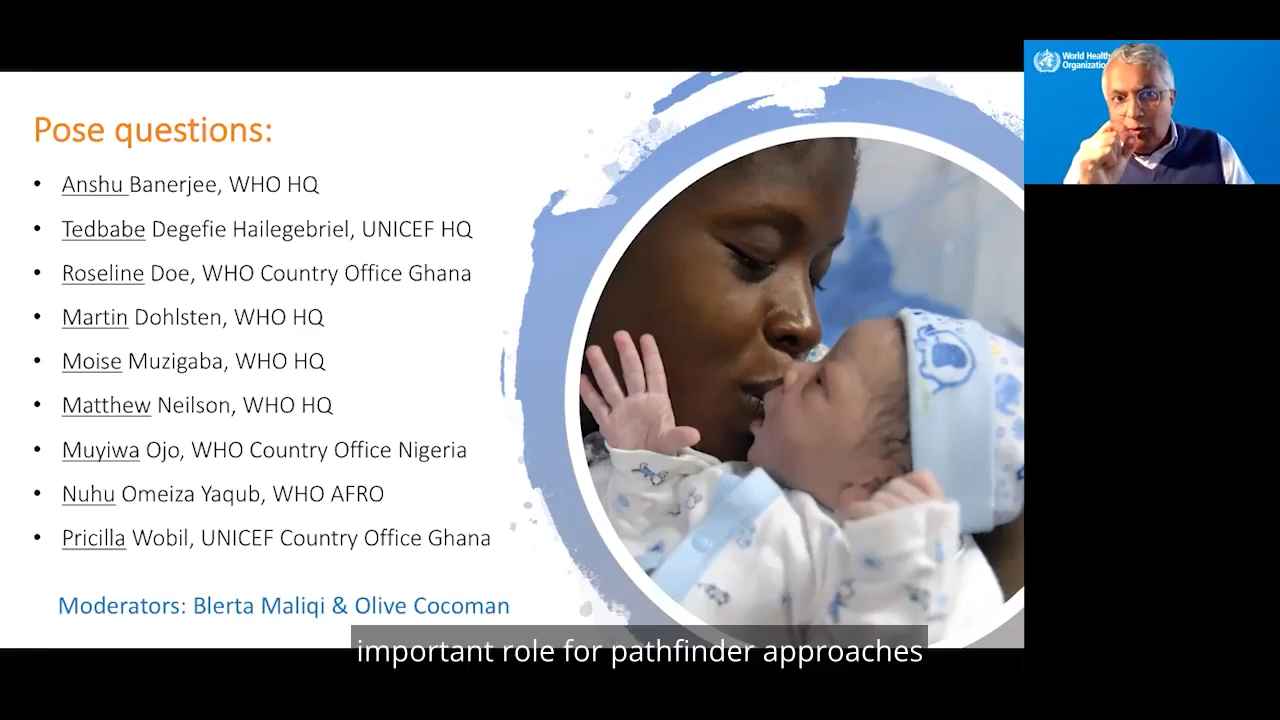 Pose questions:
• Anshu Banerjee, WHO HQ
• Tedbabe Degefie Hailegebriel, UNICEF HQ
• Roseline Doe, WHO Country Office Ghana
• Martin Dohlsten, WHO HQ
• Moise Muzigaba, WHO HQ
• Matthew Neilson, WHO HQ
• Muyiwa Ojo, WHO Country Office Nigeria
• Nuhu Omeiza Yaqub, WHO AFRO
• Pricilla Wobil, UNICEF Country Office Ghana
Moderators: Blerta Maliqi & Olive Cocoman
important role for pathfinder approaches
World Health
Organization